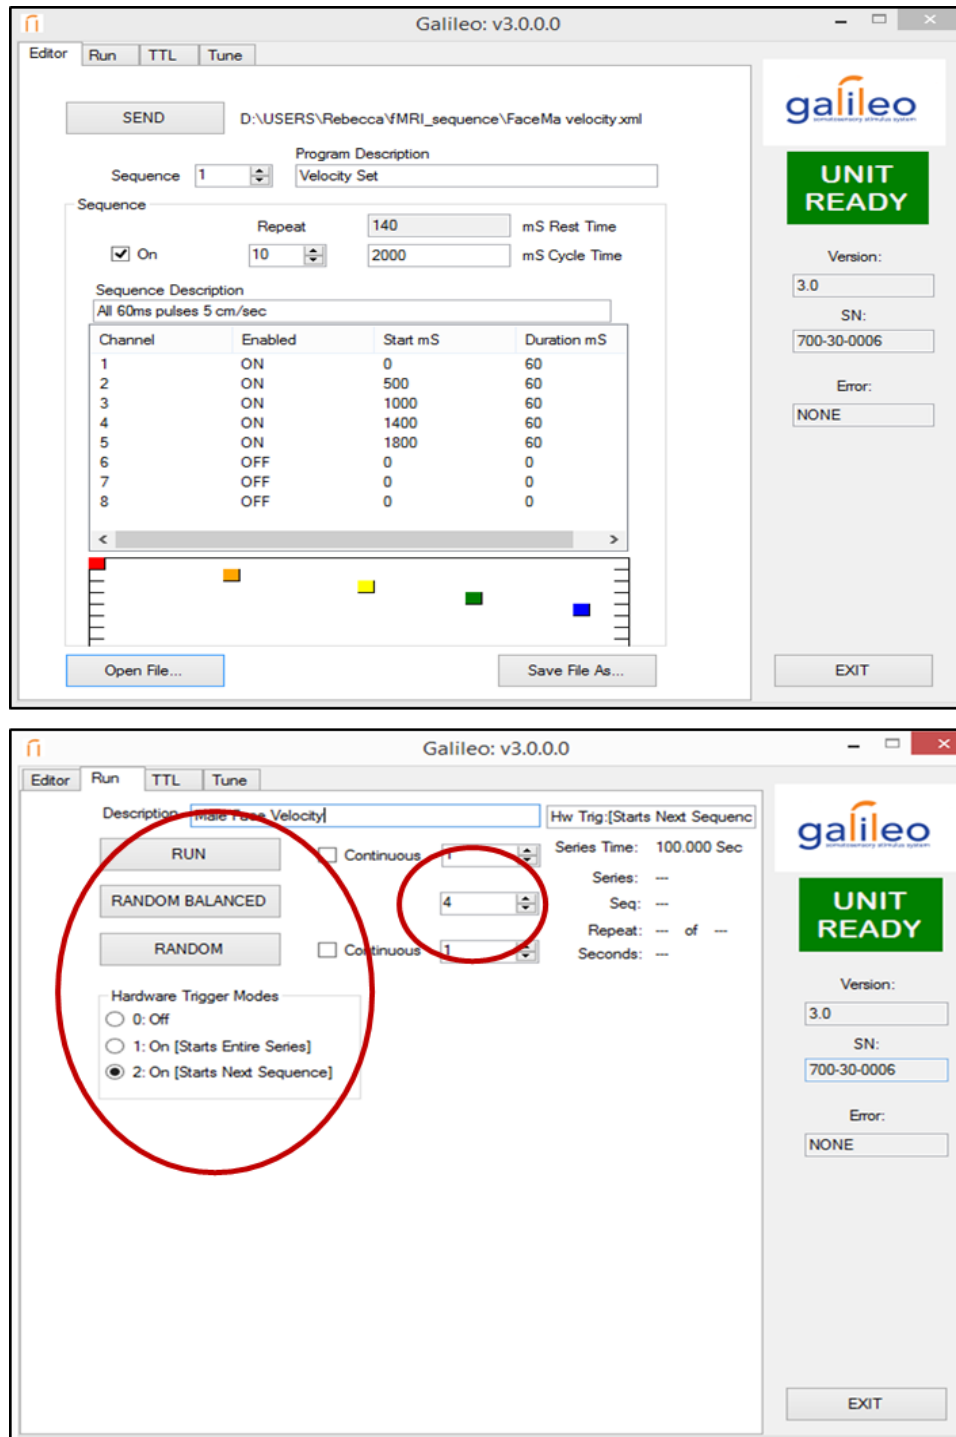 Galileo: v3.0.0.0
Editor Run TTL Tune
SEND D:\USERS\Rebecca\fMRI_sequence\FaceMa velocity.xml
Program Description
Sequence 1 Velocity Set
Sequence
Repeat 140 mS Rest Time
On 10 2000 mS Cycle Time
Sequence Description
All 60ms pulses 5 cm/sec
Channel Enabled Start mS Duration mS
1 ON 0 60
2 ON 500 60
3 ON 1000 60
4 ON 1400 60
5 ON 1800 60
6 OFF 0 0
7 OFF 0 0
8 OFF 0 0
Open File... Save File As...
galileo
somatosensory stimulus system
UNIT
READY
Version:
3.0
SN:
700-30-0006
Error:
NONE
EXIT
Galileo: v3.0.0.0
Editor Run TTL Tune
Description Male Face Velocity Hw Trig:[Starts Next Sequenc
RUN Continuous 1 Series Time: 100.000 Sec
Series: ---
RANDOM BALANCED 4 Seq: ---
Repeat: --- of ---
RANDOM Continuous 1 Seconds: ---
Hardware Trigger Modes
0: Off
1: On [Starts Entire Series]
2: On [Starts Next Sequence]
galileo
somatosensory stimulus system
UNIT
READY
Version:
3.0
SN:
700-30-0006
Error:
NONE
EXIT